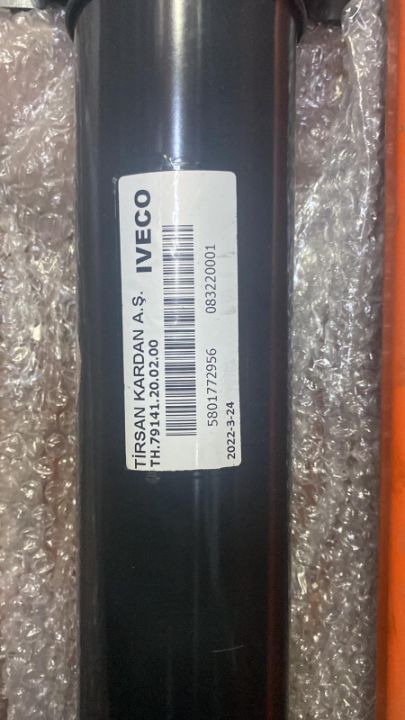 TİRSAN KARDAN A.Ş. IVECO
TH.79141.20.02.00
5801772956 083220001
2022-3-24